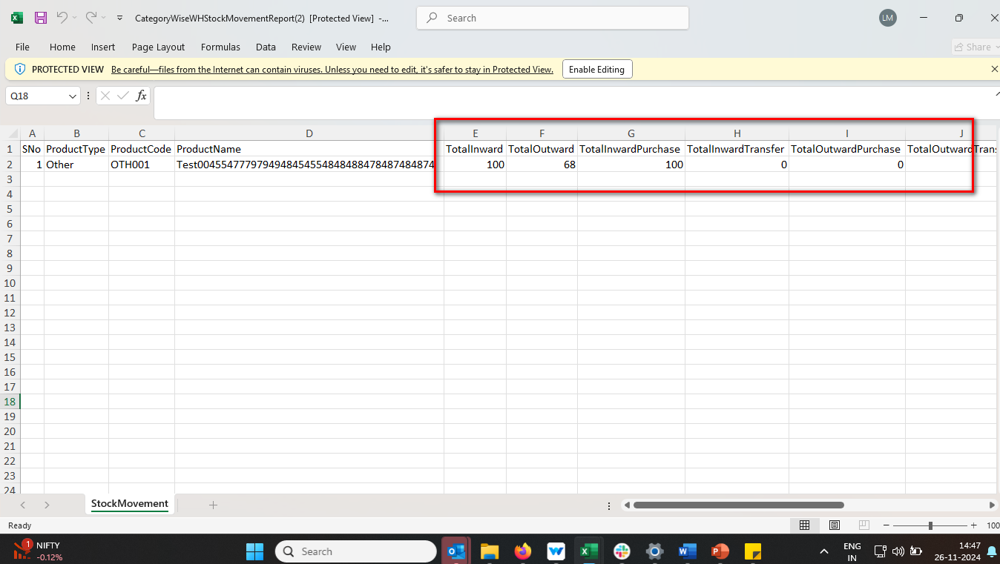 CategoryWiseWHStockMovementReport(2) [Protected View] -...
Search
LM
File Home Insert Page Layout Formulas Data Review View Help
Share
PROTECTED VIEW Be careful—files from the Internet can contain viruses. Unless you need to edit, it's safer to stay in Protected View. Enable Editing
Q18
fx
A B C D E F G H I J
1 SNo ProductType ProductCode ProductName TotalInward TotalOutward TotalInwardPurchase TotalInwardTransfer TotalOutwardPurchase TotalOutwardTrans
2 1 Other OTH001 Test0045547779794948454554848488478487484874 100 68 100 0 0
3
4
5
6
7
8
9
10
11
12
13
14
15
16
17
18
19
20
21
22
23
24
StockMovement
Ready
100
1 NIFTY
-0.12%
Search
ENG
IN
14:47
26-11-2024